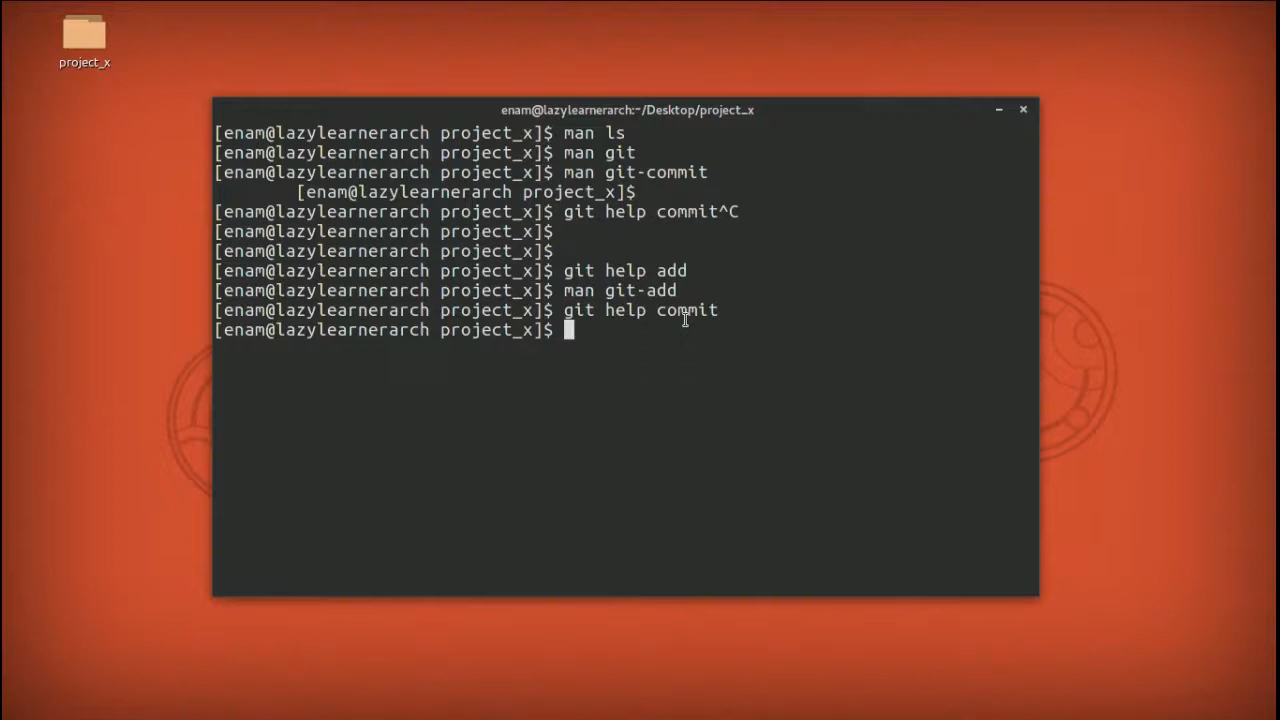 project_x
enam@lazylearnerarch:~/Desktop/project_x
[enam@lazylearnerarch project_x]$ man ls
[enam@lazylearnerarch project_x]$ man git
[enam@lazylearnerarch project_x]$ man git-commit
        [enam@lazylearnerarch project_x]$
[enam@lazylearnerarch project_x]$ git help commit^C
[enam@lazylearnerarch project_x]$
[enam@lazylearnerarch project_x]$
[enam@lazylearnerarch project_x]$ git help add
[enam@lazylearnerarch project_x]$ man git-add
[enam@lazylearnerarch project_x]$ git help commit
[enam@lazylearnerarch project_x]$